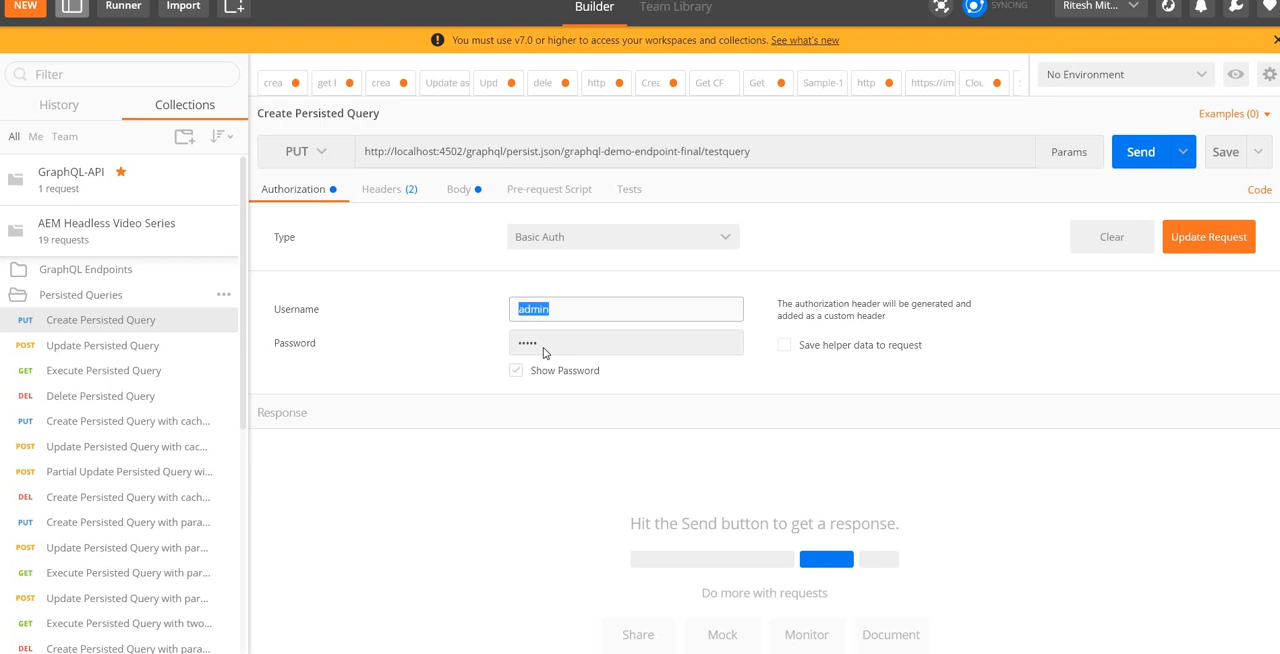 NEW
Runner
Import
Builder
Team Library
SYNCING
Ritesh Mit...
You must use v7.0 or higher to access your workspaces and collections. See what's new
Filter
History
Collections
All Me Team
GraphQL-API
1 request
AEM Headless Video Series
19 requests
GraphQL Endpoints
Persisted Queries
PUT Create Persisted Query
POST Update Persisted Query
GET Execute Persisted Query
DEL Delete Persisted Query
PUT Create Persisted Query with cach...
POST Update Persisted Query with cac...
POST Partial Update Persisted Query wi...
DEL Create Persisted Query with cach...
PUT Create Persisted Query with para...
POST Update Persisted Query with par...
GET Execute Persisted Query with par...
POST Update Persisted Query with par...
GET Execute Persisted Query with two...
DEL Create Persisted Query with para...
crea
get I
crea
Update as
Upd
dele
http
Crea
Get CF
Get
Sample-1
http
https://im
Clou
No Environment
Create Persisted Query
Examples (0)
PUT
http://localhost:4502/graphql/persist.json/graphql-demo-endpoint-final/testquery
Params
Send
Save
Authorization
Headers (2)
Body
Pre-request Script
Tests
Code
Type
Basic Auth
Clear
Update Request
Username
admin
The authorization header will be generated and
added as a custom header
Password
•••••
Save helper data to request
Show Password
Response
Hit the Send button to get a response.
Do more with requests
Share
Mock
Monitor
Document